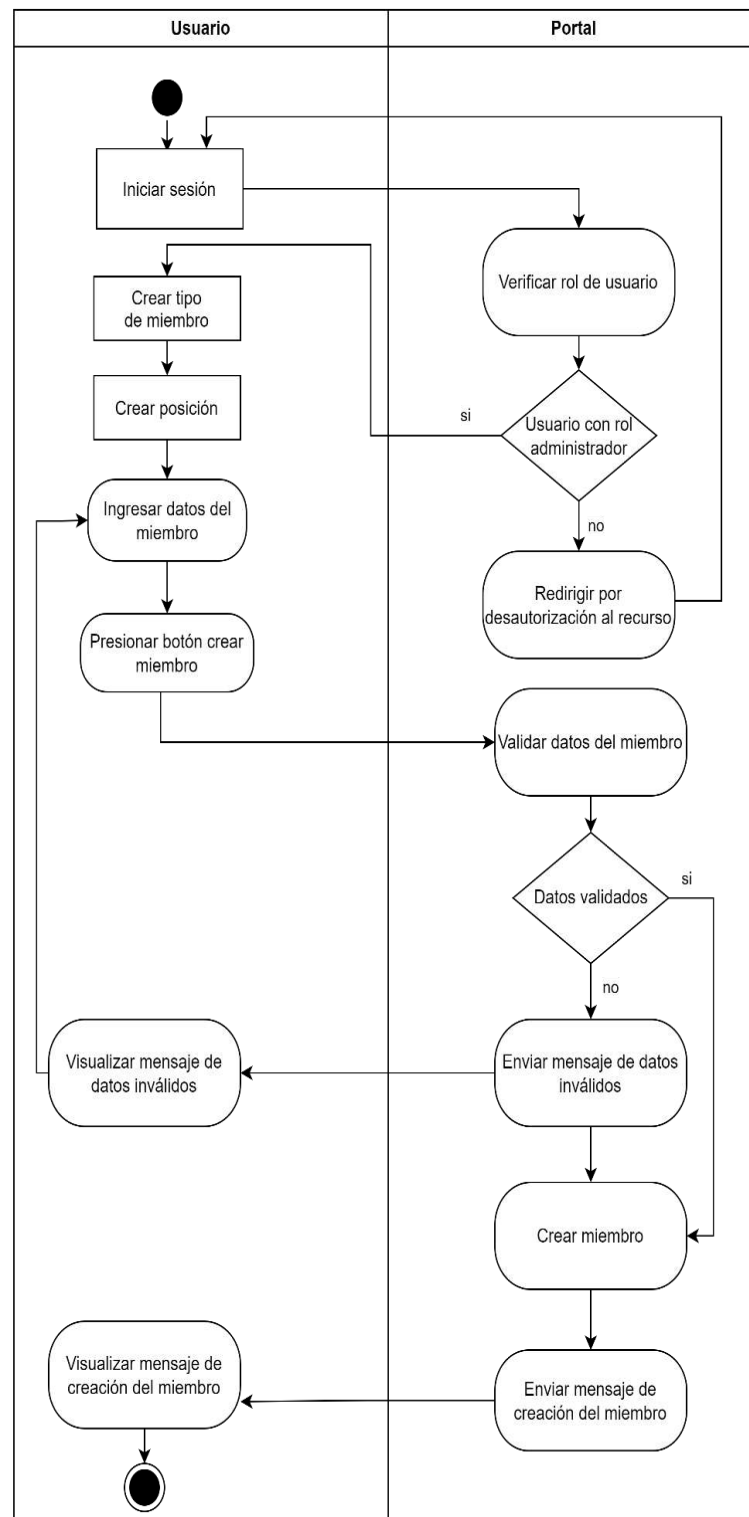 Usuario
Portal
Iniciar sesión
Verificar rol de usuario
Crear tipo
de miembro
Crear posición
si
Usuario con rol
administrador
no
Ingresar datos del
miembro
Redirigir por
desautorización al recurso
Presionar botón crear
miembro
Validar datos del miembro
Datos validados
si
no
Enviar mensaje de datos
inválidos
Visualizar mensaje de
datos inválidos
Crear miembro
Enviar mensaje de
creación del miembro
Visualizar mensaje de
creación del miembro